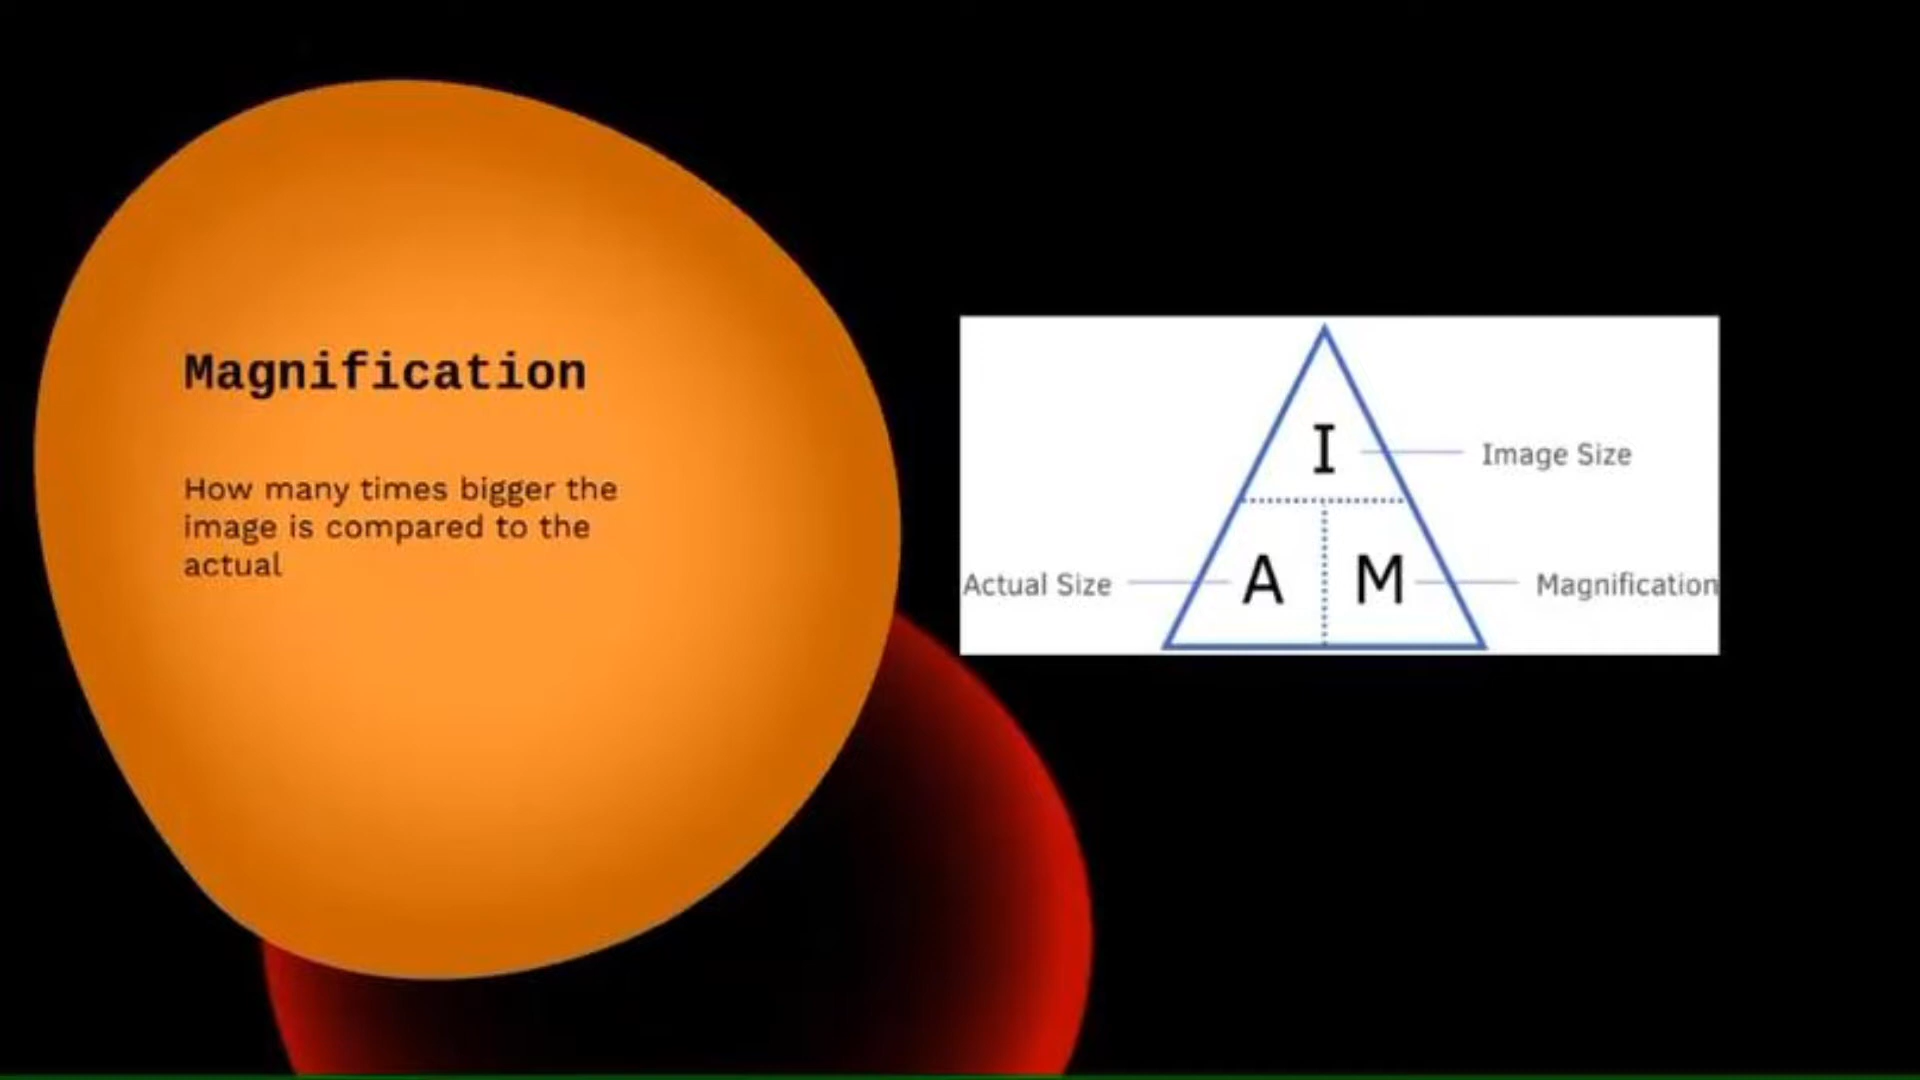 Magnification
How many times bigger the
image is compared to the
actual
I
Image Size
Actual Size
A
M
Magnification